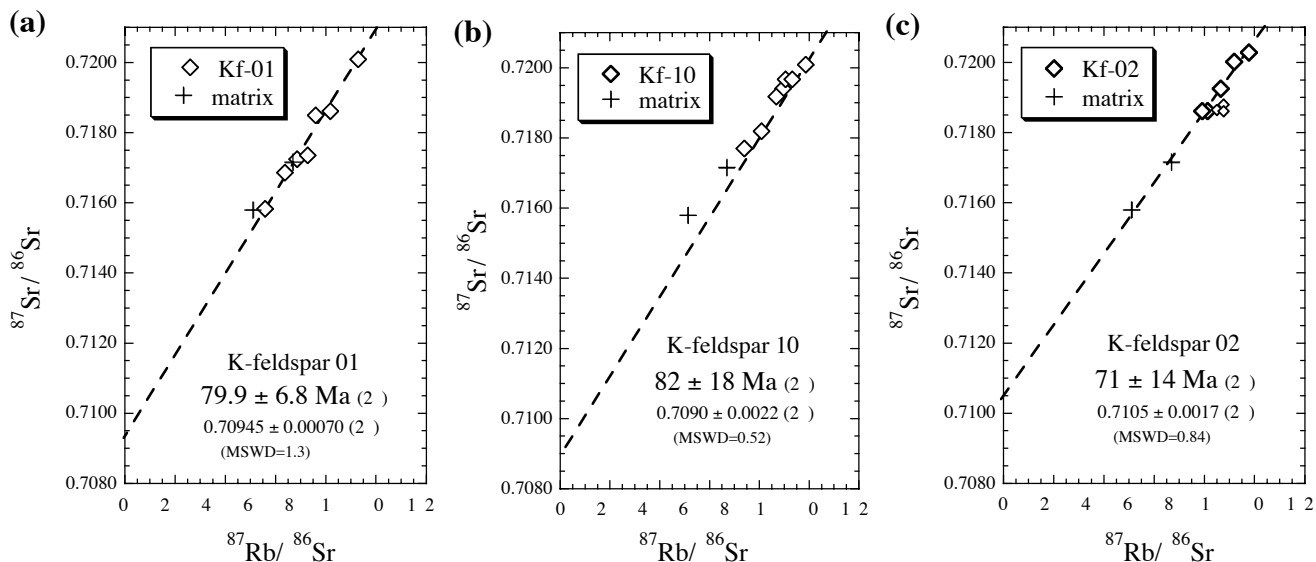 (a)
Kf-01
matrix
0.7200
0.7180
0.7160
0.7140
0.7120
0.7100
0.7080
87Sr/ 86Sr
K-feldspar 01
79.9 ± 6.8 Ma (2 )
0.70945 ± 0.00070 (2 )
(MSWD=1.3)
0 2 4 6 8 1 0 1 2
87Rb/ 86Sr
(b)
Kf-10
matrix
0.7200
0.7180
0.7160
0.7140
0.7120
0.7100
0.7080
87Sr/ 86Sr
K-feldspar 10
82 ± 18 Ma (2 )
0.7090 ± 0.0022 (2 )
(MSWD=0.52)
0 2 4 6 8 1 0 1 2
87Rb/ 86Sr
(c)
Kf-02
matrix
0.7200
0.7180
0.7160
0.7140
0.7120
0.7100
0.7080
87Sr/ 86Sr
K-feldspar 02
71 ± 14 Ma (2 )
0.7105 ± 0.0017 (2 )
(MSWD=0.84)
0 2 4 6 8 1 0 1 2
87Rb/ 86Sr